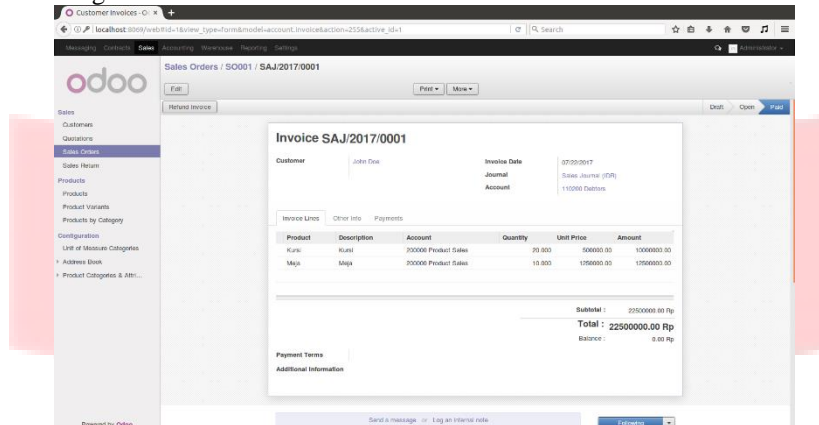 Customer Invoices - Oc
localhost:8069/web?#id=1&view_type=form&model=account.invoice&action=255&active_id=1
Search
Messaging Contacts Sales Accounting Warehouse Reporting Settings
Administrator
odoo
Sales Orders / SO001 / SAJ/2017/0001
Edit
Print
More
Refund Invoice
Draft Open Paid
Sales
Customers
Quotations
Sales Orders
Sales Return
Products
Products
Product Variants
Products by Category
Configuration
Unit of Measure Categories
Address Book
Product Categories & Attri...
Invoice SAJ/2017/0001
Customer John Doe
Invoice Date 07/22/2017
Journal Sales Journal (IDR)
Account 110200 Debtors
Invoice Lines Other Info Payments
Product Description Account Quantity Unit Price Amount
Kursi Kursi 200000 Product Sales 20.000 500000.00 10000000.00
Meja Meja 200000 Product Sales 10.000 1250000.00 12500000.00
Subtotal : 22500000.00 Rp
Total : 22500000.00 Rp
Balance : 0.00 Rp
Payment Terms
Additional Information
Send a message or Log an internal note
Following
Powered by Odoo